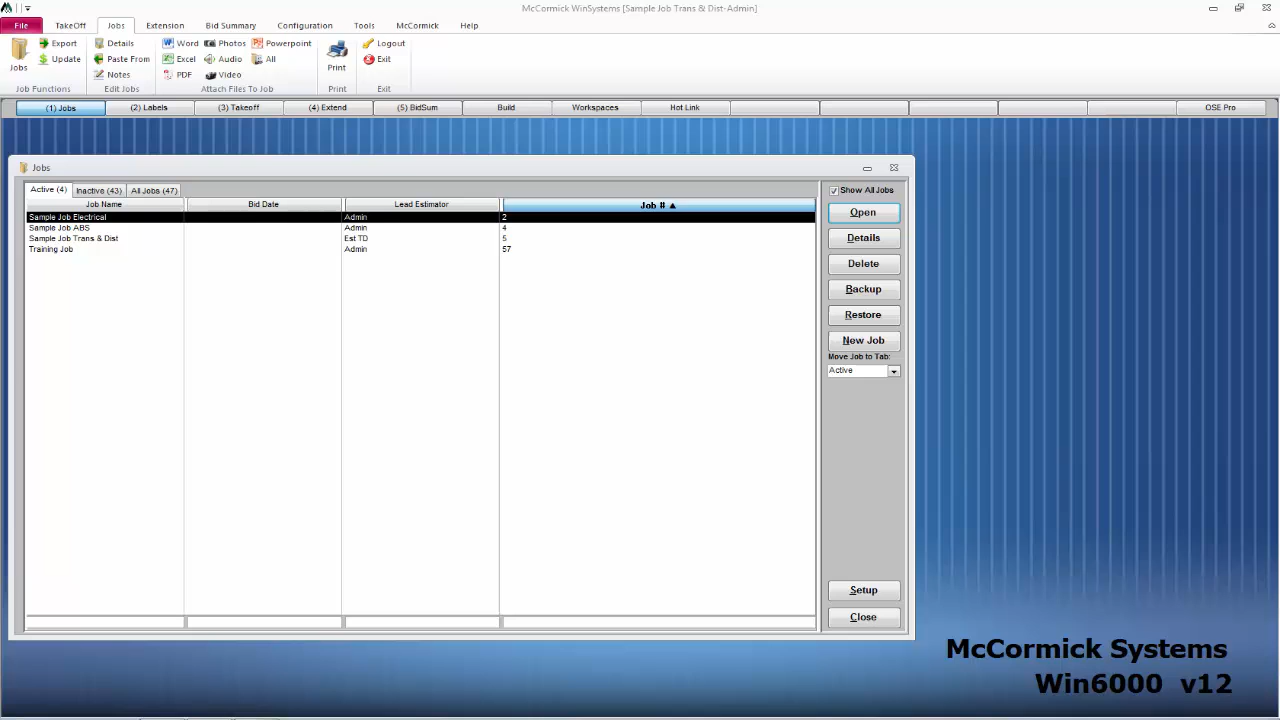 McCormick WinSystems [Sample Job Trans & Dist-Admin]
File TakeOff Jobs Extension Bid Summary Configuration Tools McCormick Help
Jobs Export Details Word Photos Powerpoint Print Logout
Update Paste From Excel Audio All Exit
Notes PDF Video
Job Functions Edit Jobs Attach Files To Job Print Exit
(1) Jobs (2) Labels (3) Takeoff (4) Extend (5) BidSum Build Workspaces Hot Link OSE Pro
Jobs
Active (4) Inactive (43) All Jobs (47)
Job Name Bid Date Lead Estimator Job # ▲
Sample Job Electrical Admin 2
Sample Job ABS Admin 4
Sample Job Trans & Dist Est TD 5
Training Job Admin 57
Show All Jobs
Open
Details
Delete
Backup
Restore
New Job
Move Job to Tab:
Active
Setup
Close
McCormick Systems
Win6000 v12